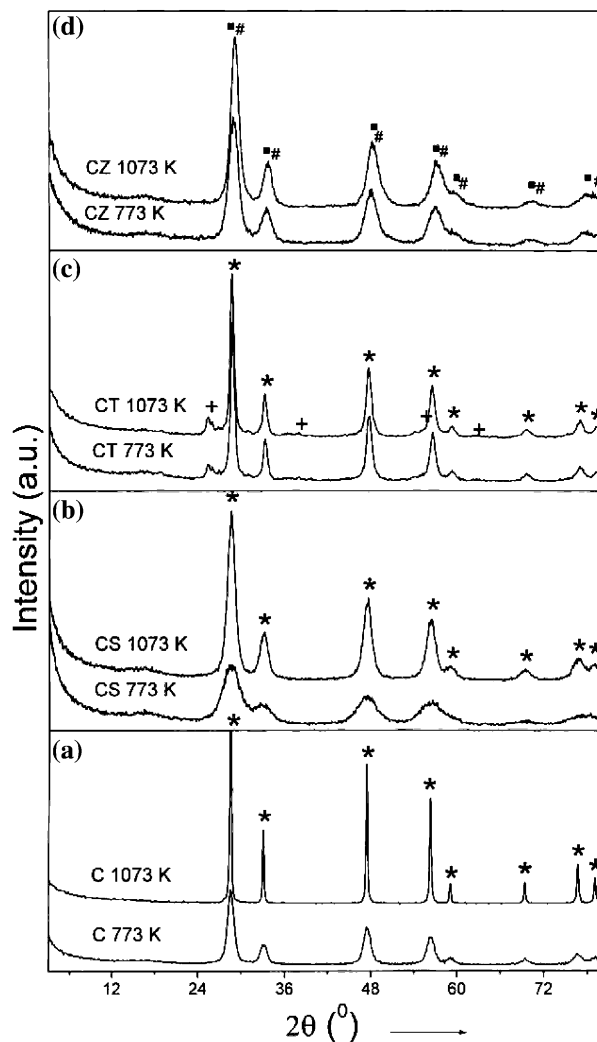 (d)
■# 
■# ■# ■# ■# ■# ■#
CZ 1073 K
CZ 773 K
(c)
*
* * * * * * *
+ + + +
CT 1073 K
CT 773 K
(b)
*
* * * * * * *
CS 1073 K
CS 773 K
(a)
*
* * * * * * *
C 1073 K
C 773 K
Intensity (a.u.)
12 24 36 48 60 72
2θ (⁰)